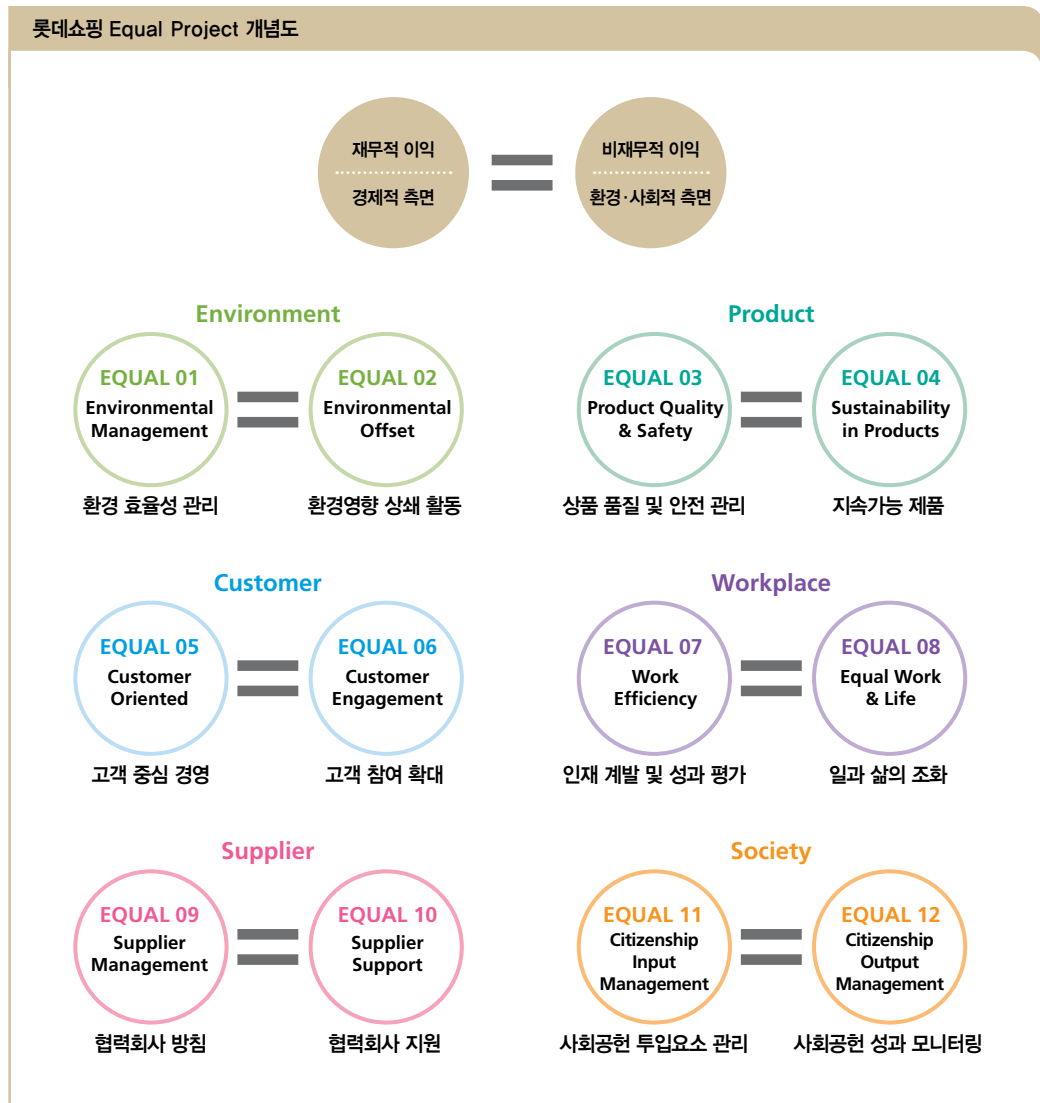 롯데쇼핑 Equal Project 개념도
재무적 이익
경제적 측면
비재무적 이익
환경·사회적 측면
Environment
EQUAL 01
Environmental
Management
환경 효율성 관리
EQUAL 02
Environmental
Offset
환경영향 상쇄 활동
Product
EQUAL 03
Product Quality
& Safety
상품 품질 및 안전 관리
EQUAL 04
Sustainability
in Products
지속가능 제품
Customer
EQUAL 05
Customer
Oriented
고객 중심 경영
EQUAL 06
Customer
Engagement
고객 참여 확대
Workplace
EQUAL 07
Work
Efficiency
인재 계발 및 성과 평가
EQUAL 08
Equal Work
& Life
일과 삶의 조화
Supplier
EQUAL 09
Supplier
Management
협력회사 방침
EQUAL 10
Supplier
Support
협력회사 지원
Society
EQUAL 11
Citizenship
Input
Management
사회공헌 투입요소 관리
EQUAL 12
Citizenship
Output
Management
사회공헌 성과 모니터링